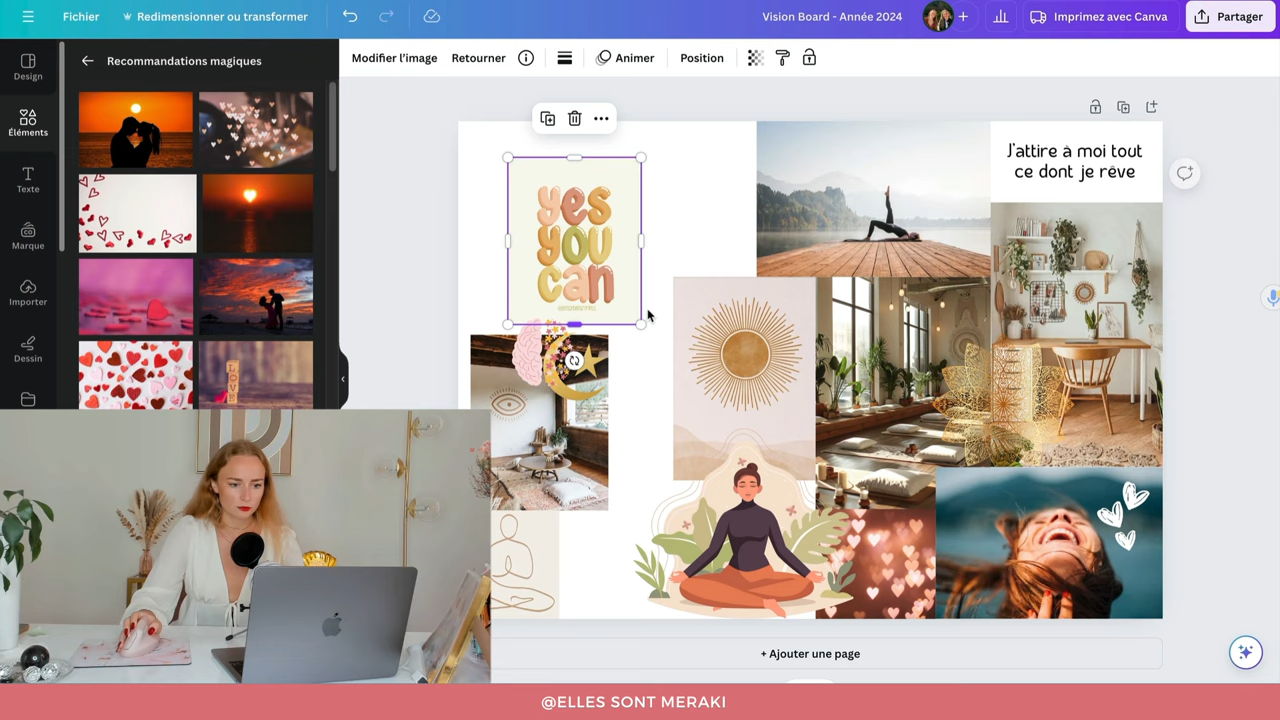 Fichier
Redimensionner ou transformer
Vision Board - Année 2024
Imprimez avec Canva
Partager
Design
Éléments
Texte
Marque
Importer
Dessin
Recommandations magiques
LOVE
Modifier l'image
Retourner
Animer
Position
yes
you
can
J'attire à moi tout
ce dont je rêve
+ Ajouter une page
@ELLES SONT MERAKI